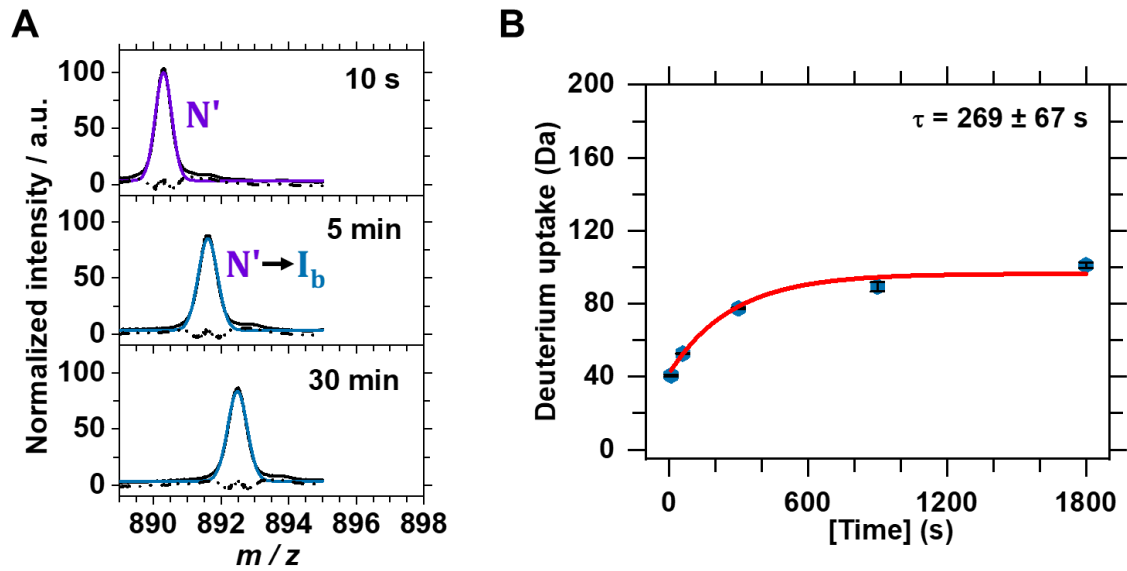 A
Normalized intensity / a.u.
100
50
0
10 s
N'
100
50
0
5 min
N' → I_b
100
50
0
30 min
890 892 894 896 898
m / z
B
Deuterium uptake (Da)
200
160
120
80
40
0
τ = 269 ± 67 s
0 600 1200 1800
[Time] (s)